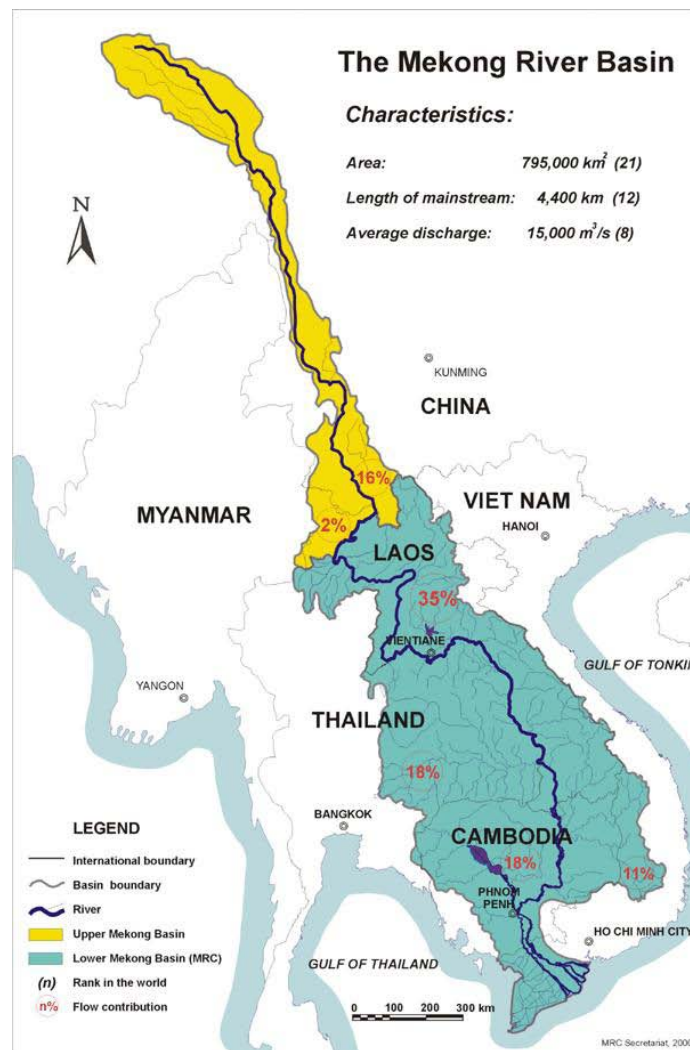 The Mekong River Basin
Characteristics:
Area: 795,000 km² (21)
Length of mainstream: 4,400 km (12)
Average discharge: 15,000 m³/s (8)
N
KUNMING
CHINA
16%
MYANMAR
2%
VIET NAM
HANOI
LAOS
35%
VIENTIANE
GULF OF TONKIN
YANGON
THAILAND
18%
BANGKOK
CAMBODIA
18%
11%
PHNOM
PENH
HO CHI MINH CITY
GULF OF THAILAND
LEGEND
International boundary
Basin boundary
River
Upper Mekong Basin
Lower Mekong Basin (MRC)
(n) Rank in the world
n% Flow contribution
0 100 200 300 km